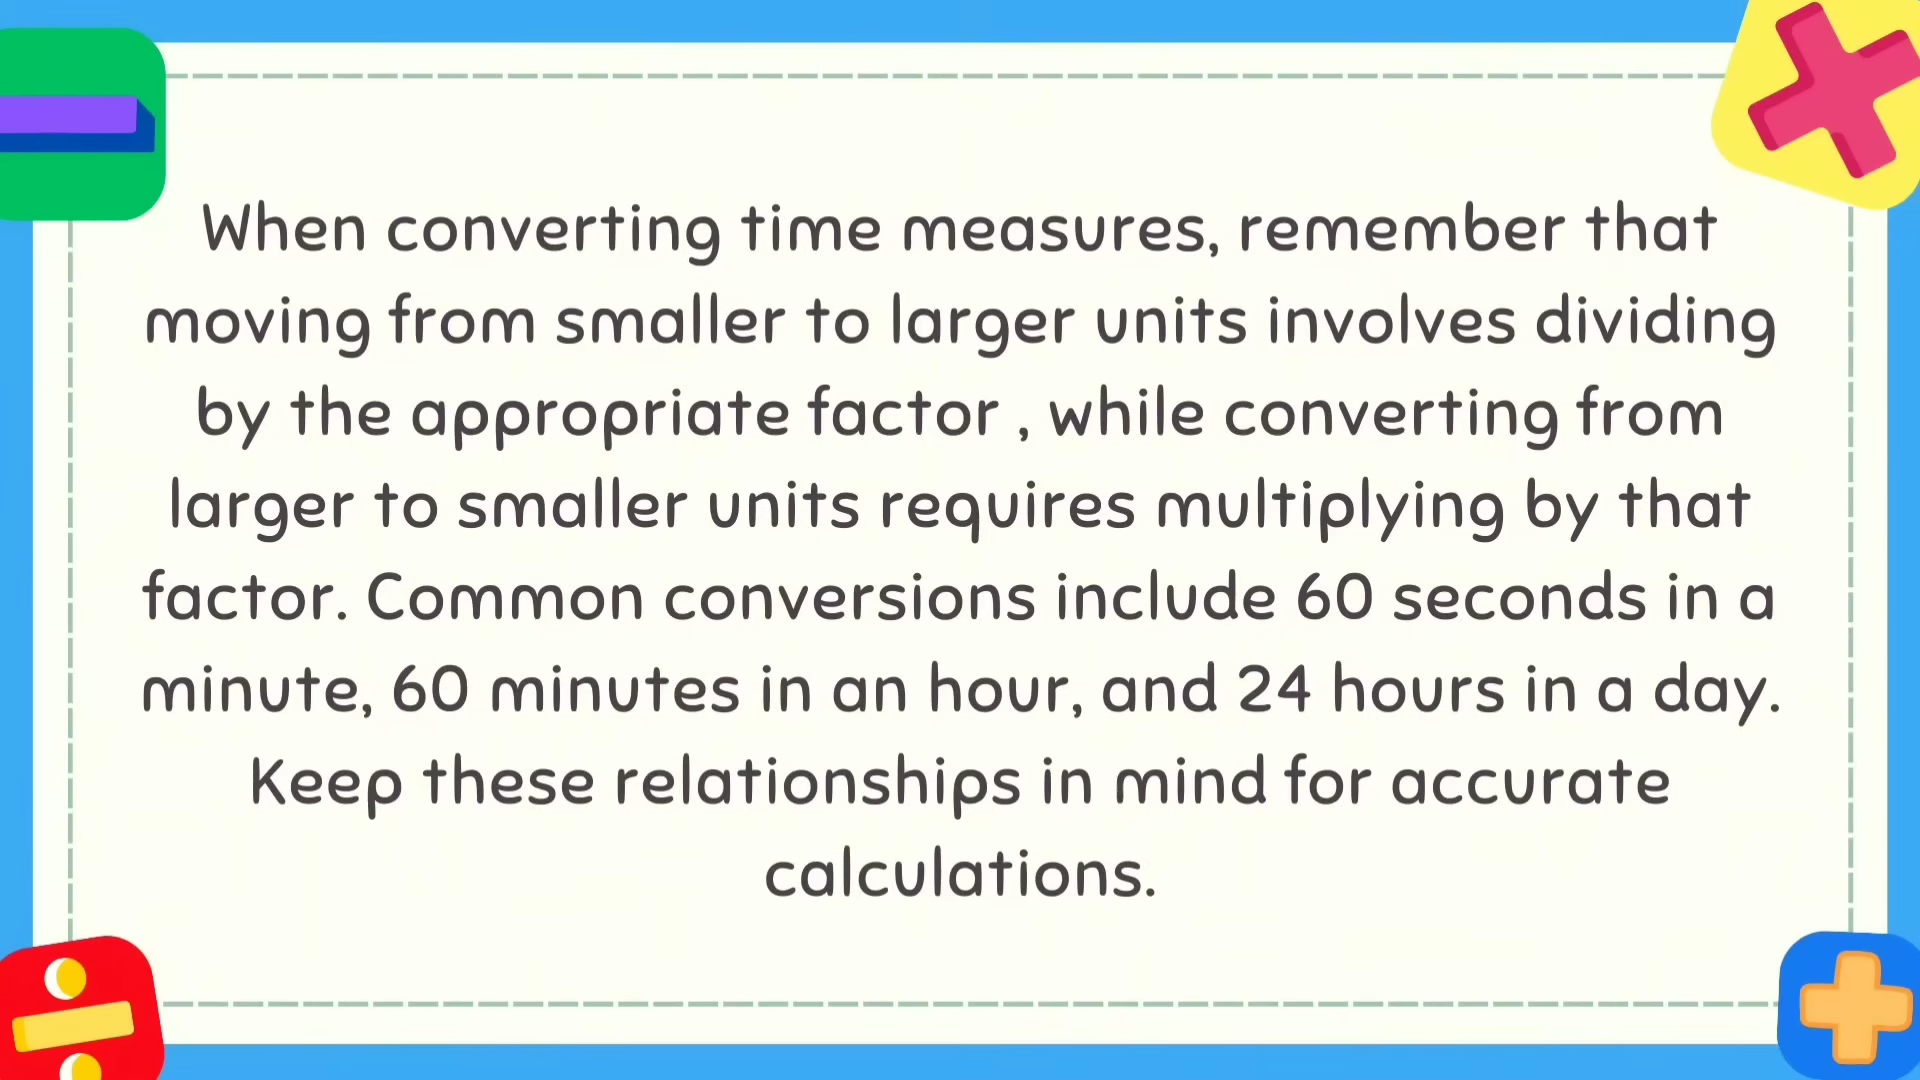 When converting time measures, remember that
moving from smaller to larger units involves dividing
by the appropriate factor , while converting from
larger to smaller units requires multiplying by that
factor. Common conversions include 60 seconds in a
minute, 60 minutes in an hour, and 24 hours in a day.
Keep these relationships in mind for accurate
calculations.